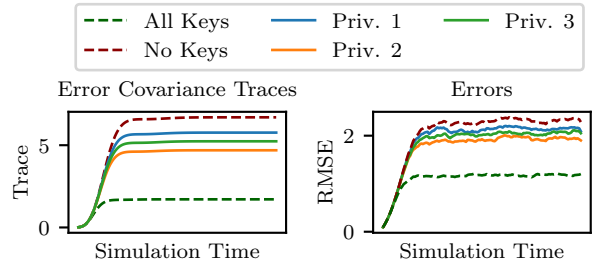 All Keys
No Keys
Priv. 1
Priv. 2
Priv. 3
Error Covariance Traces
Trace
5
0
Simulation Time
Errors
RMSE
2
0
Simulation Time